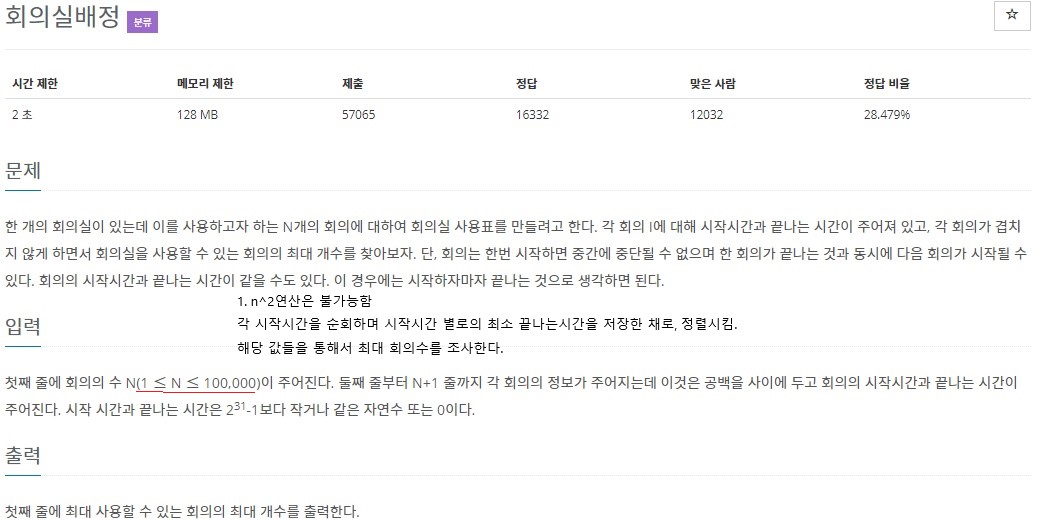 회의실배정 분류
☆
시간 제한 메모리 제한 제출 정답 맞은 사람 정답 비율
2 초 128 MB 57065 16332 12032 28.479%
문제
한 개의 회의실이 있는데 이를 사용하고자 하는 N개의 회의에 대하여 회의실 사용표를 만들려고 한다. 각 회의 I에 대해 시작시간과 끝나는 시간이 주어져 있고, 각 회의가 겹치
지 않게 하면서 회의실을 사용할 수 있는 회의의 최대 개수를 찾아보자. 단, 회의는 한번 시작하면 중간에 중단될 수 없으며 한 회의가 끝나는 것과 동시에 다음 회의가 시작될 수
있다. 회의의 시작시간과 끝나는 시간이 같을 수도 있다. 이 경우에는 시작하자마자 끝나는 것으로 생각하면 된다.
1. n^2연산은 불가능함
각 시작시간을 순회하며 시작시간 별로의 최소 끝나는시간을 저장한 채로, 정렬시킴.
해당 값들을 통해서 최대 회의수를 조사한다.
입력
첫째 줄에 회의의 수 N(1 ≤ N ≤ 100,000)이 주어진다. 둘째 줄부터 N+1 줄까지 각 회의의 정보가 주어지는데 이것은 공백을 사이에 두고 회의의 시작시간과 끝나는 시간이
주어진다. 시작 시간과 끝나는 시간은 2^31-1보다 작거나 같은 자연수 또는 0이다.
출력
첫째 줄에 최대 사용할 수 있는 회의의 최대 개수를 출력한다.